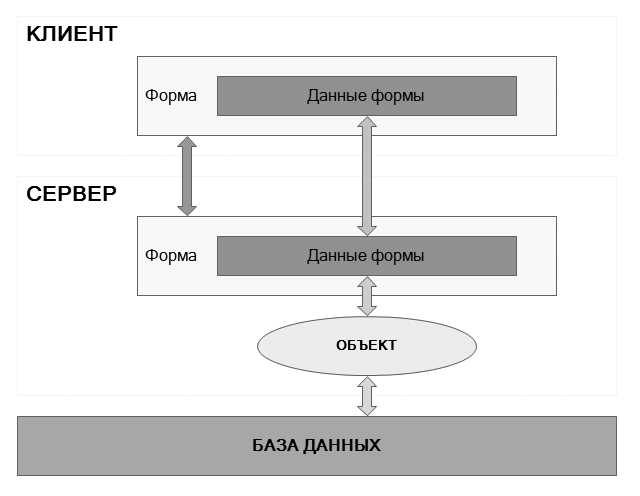 КЛИЕНТ
Форма
Данные формы
СЕРВЕР
Форма
Данные формы
ОБЪЕКТ
БАЗА ДАННЫХ